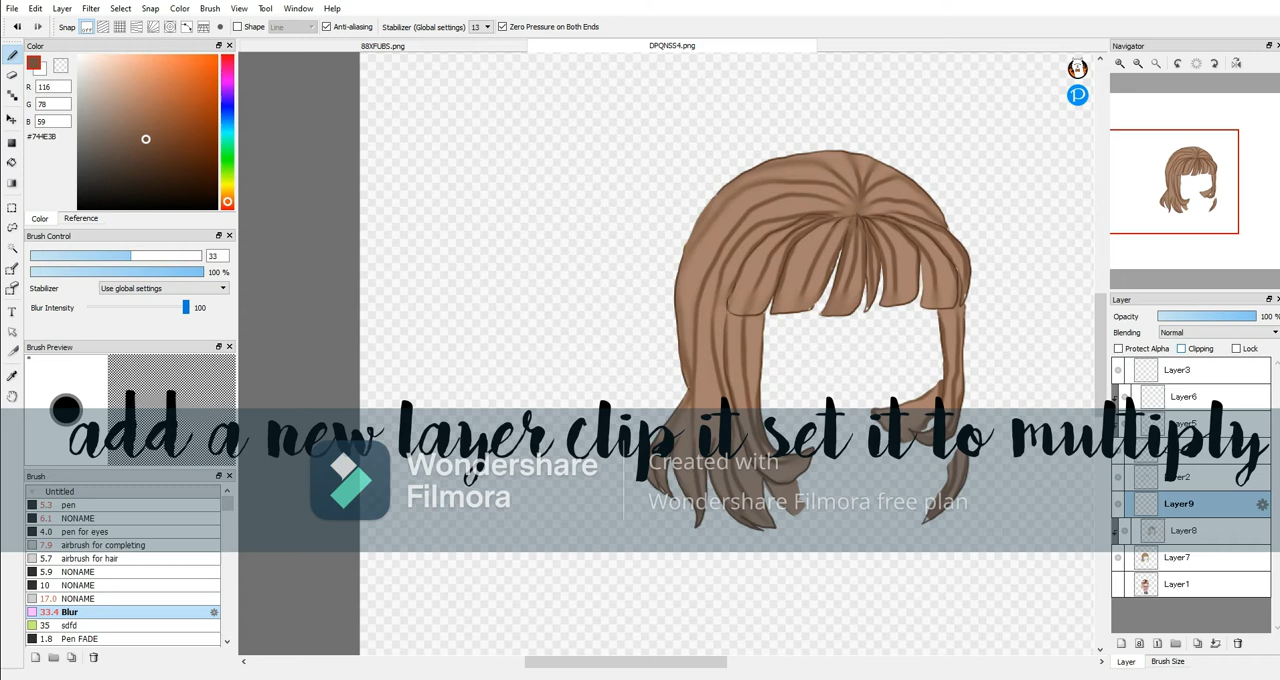 File Edit Layer Filter Select Snap Color Brush View Tool Window Help
Snap OFF Shape Line Anti-aliasing Stabilizer (Global settings) 13 Zero Pressure on Both Ends
Color
88XFUBS.png
DPQNSS4.png
Navigator
R 116
G 78
B 59
#744E3B
Color Reference
Brush Control
33
100 %
Stabilizer Use global settings
Blur Intensity 100
Brush Preview
Layer
Opacity 100 %
Blending Normal
Protect Alpha Clipping Lock
Layer3
Layer6
Layer5
Layer2
Layer9
Layer8
Layer7
Layer1
add a new layer clip it set it to multiply
Wondershare
Filmora
Created with
Wondershare Filmora free plan
Brush
Untitled
5.3 pen
6.1 NONAME
4.0 pen for eyes
7.9 airbrush for completing
5.7 airbrush for hair
5.9 NONAME
10 NONAME
17.0 NONAME
33.4 Blur
35 sdfd
1.8 Pen FADE
Layer Brush Size